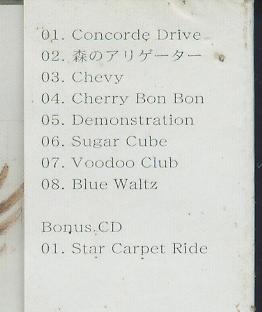 01. Concorde Drive
02. 森のアリゲーター
03. Chevy
04. Cherry Bon Bon
05. Demonstration
06. Sugar Cube
07. Voodoo Club
08. Blue Waltz
Bonus CD
01. Star Carpet Ride